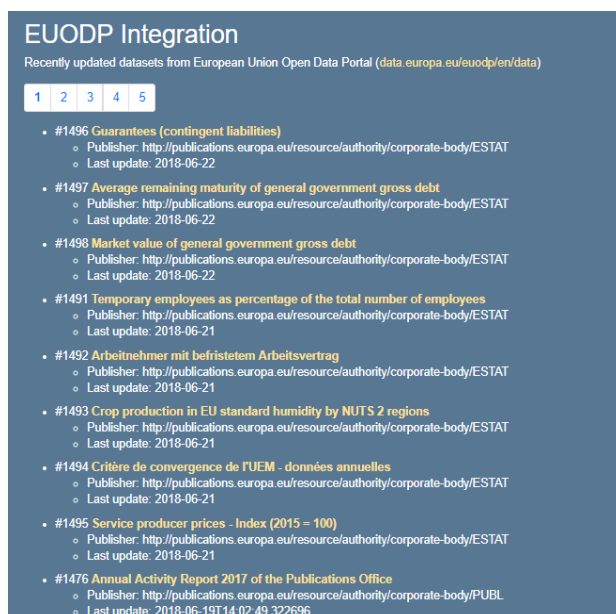 EUODP Integration
Recently updated datasets from European Union Open Data Portal (data.europa.eu/euodp/en/data)
1 2 3 4 5
#1496 Guarantees (contingent liabilities)
Publisher: http://publications.europa.eu/resource/authority/corporate-body/ESTAT
Last update: 2018-06-22
#1497 Average remaining maturity of general government gross debt
Publisher: http://publications.europa.eu/resource/authority/corporate-body/ESTAT
Last update: 2018-06-22
#1498 Market value of general government gross debt
Publisher: http://publications.europa.eu/resource/authority/corporate-body/ESTAT
Last update: 2018-06-22
#1491 Temporary employees as percentage of the total number of employees
Publisher: http://publications.europa.eu/resource/authority/corporate-body/ESTAT
Last update: 2018-06-21
#1492 Arbeitnehmer mit befristetem Arbeitsvertrag
Publisher: http://publications.europa.eu/resource/authority/corporate-body/ESTAT
Last update: 2018-06-21
#1493 Crop production in EU standard humidity by NUTS 2 regions
Publisher: http://publications.europa.eu/resource/authority/corporate-body/ESTAT
Last update: 2018-06-21
#1494 Critère de convergence de l'UEM - données annuelles
Publisher: http://publications.europa.eu/resource/authority/corporate-body/ESTAT
Last update: 2018-06-21
#1495 Service producer prices - Index (2015 = 100)
Publisher: http://publications.europa.eu/resource/authority/corporate-body/ESTAT
Last update: 2018-06-21
#1476 Annual Activity Report 2017 of the Publications Office
Publisher: http://publications.europa.eu/resource/authority/corporate-body/PUBL
Last update: 2018-06-19T14:02:49.322696